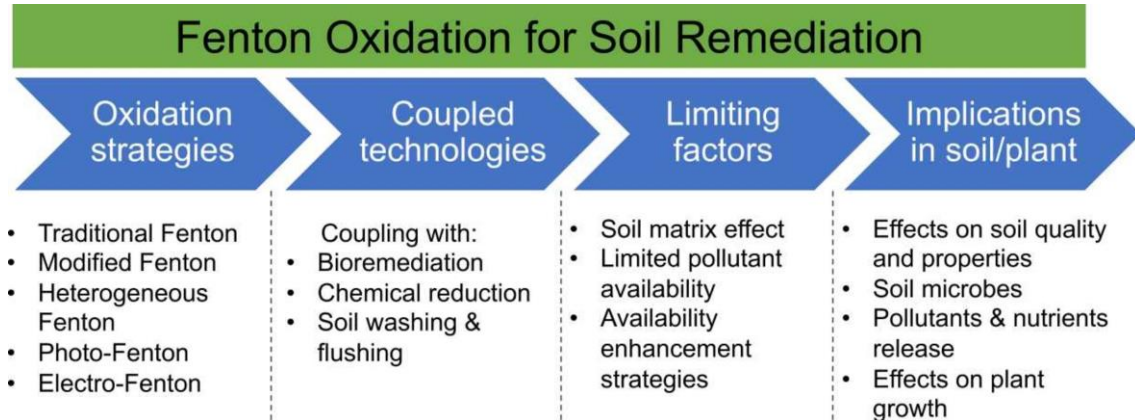 Fenton Oxidation for Soil Remediation
Oxidation
strategies
Coupled
technologies
Limiting
factors
Implications
in soil/plant
• Traditional Fenton
• Modified Fenton
• Heterogeneous
Fenton
• Photo-Fenton
• Electro-Fenton
Coupling with:
• Bioremediation
• Chemical reduction
• Soil washing &
flushing
• Soil matrix effect
• Limited pollutant
availability
• Availability
enhancement
strategies
• Effects on soil quality
and properties
• Soil microbes
• Pollutants & nutrients
release
• Effects on plant
growth